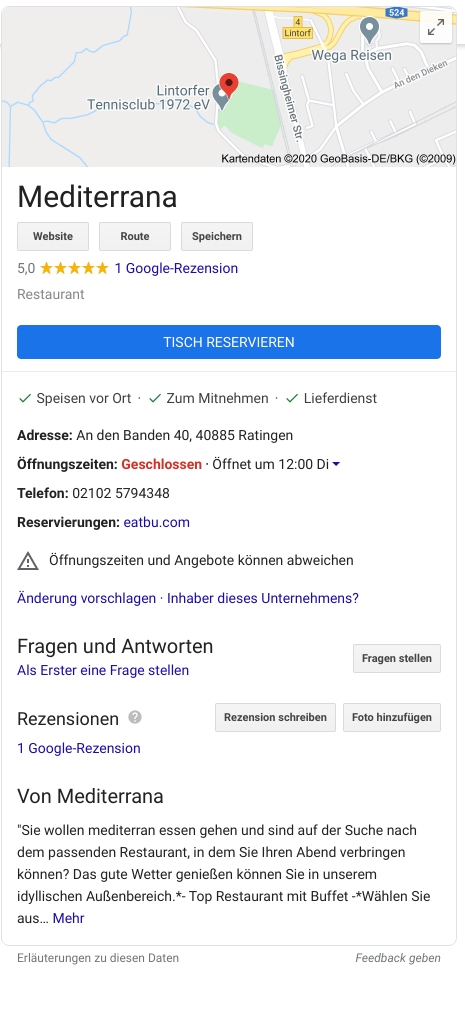 524
4
Lintorf
Wega Reisen
Lintorfer
Tennisclub 1972 eV
Bissingheimer Str.
An den Dieken
Kartendaten ©2020 GeoBasis-DE/BKG (©2009)
Mediterrana
Website Route Speichern
5,0 ★★★★★ 1 Google-Rezension
Restaurant
TISCH RESERVIEREN
✓ Speisen vor Ort · ✓ Zum Mitnehmen · ✓ Lieferdienst
Adresse: An den Banden 40, 40885 Ratingen
Öffnungszeiten: Geschlossen · Öffnet um 12:00 Di
Telefon: 02102 5794348
Reservierungen: eatbu.com
Öffnungszeiten und Angebote können abweichen
Änderung vorschlagen · Inhaber dieses Unternehmens?
Fragen und Antworten
Als Erster eine Frage stellen
Fragen stellen
Rezensionen ?
Rezension schreiben Foto hinzufügen
1 Google-Rezension
Von Mediterrana
"Sie wollen mediterran essen gehen und sind auf der Suche nach
dem passenden Restaurant, in dem Sie Ihren Abend verbringen
können? Das gute Wetter genießen können Sie in unserem
idyllischen Außenbereich.*- Top Restaurant mit Buffet -*Wählen Sie
aus… Mehr
Erläuterungen zu diesen Daten Feedback geben